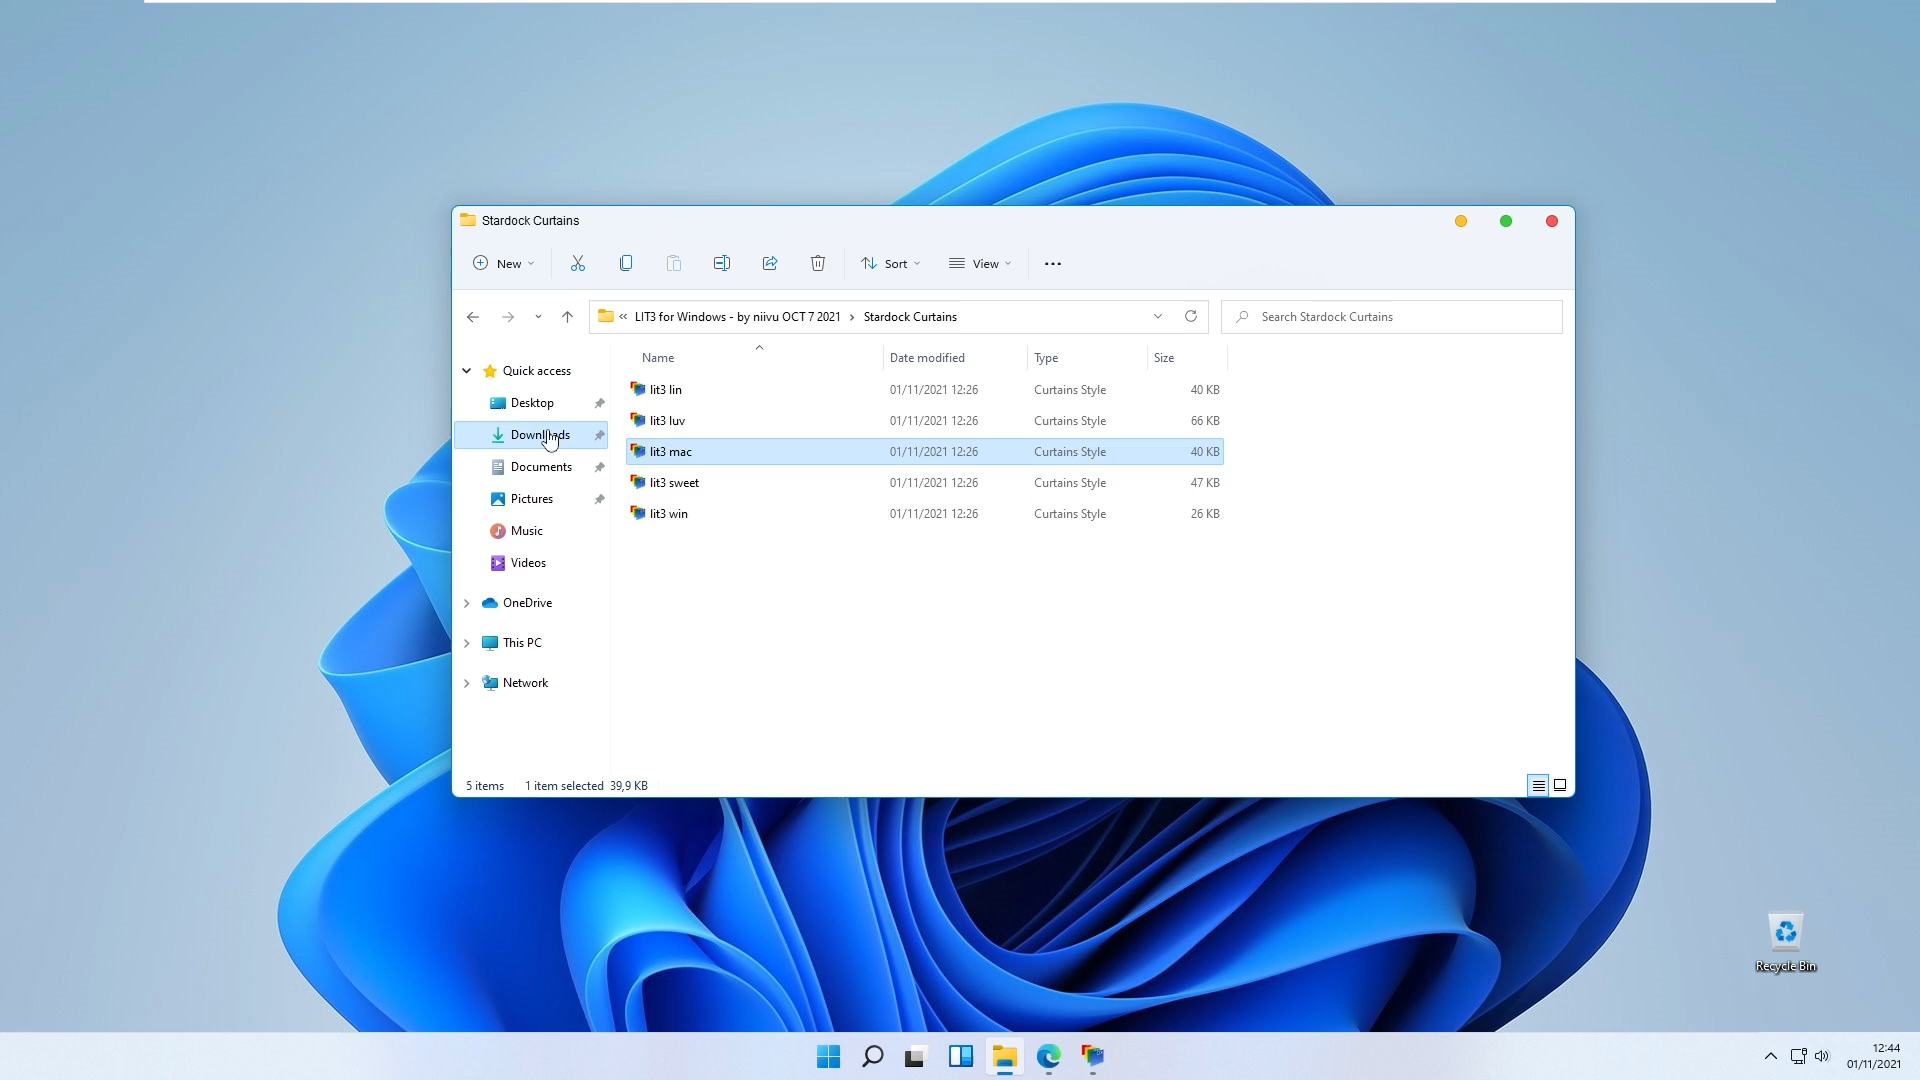 Stardock Curtains
New
Sort
View
LIT3 for Windows - by niivu OCT 7 2021 Stardock Curtains
Search Stardock Curtains
Name Date modified Type Size
Quick access
Desktop
Downloads
Documents
Pictures
Music
Videos
OneDrive
This PC
Network
lit3 lin 01/11/2021 12:26 Curtains Style 40 KB
lit3 luv 01/11/2021 12:26 Curtains Style 66 KB
lit3 mac 01/11/2021 12:26 Curtains Style 40 KB
lit3 sweet 01/11/2021 12:26 Curtains Style 47 KB
lit3 win 01/11/2021 12:26 Curtains Style 26 KB
5 items 1 item selected 39,9 KB
Recycle Bin
12:44
01/11/2021